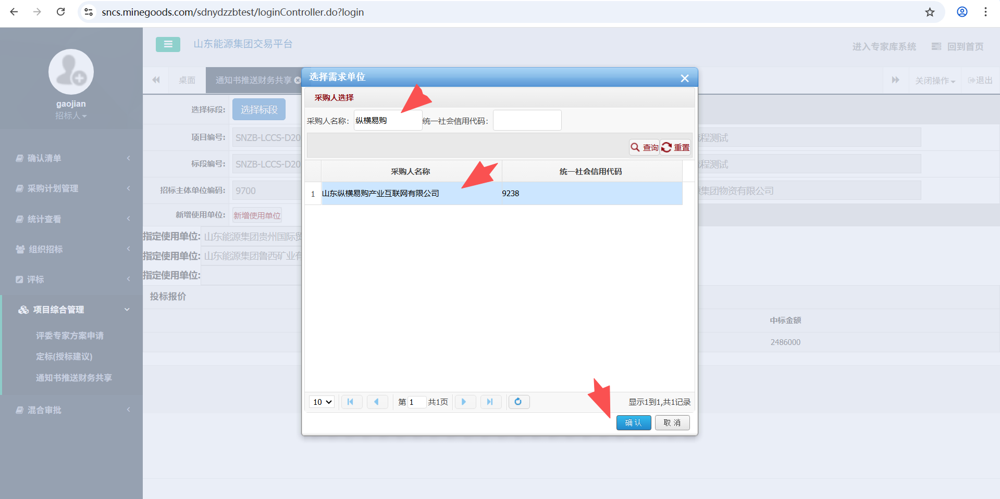 sncs.minegoods.com/sdnydzzbtest/loginController.do?login
山东能源集团交易平台
进入专家库系统
回到首页
gaojian
招标人
桌面
通知书推送财务共享
关闭操作
退出
确认清单
采购计划管理
统计查看
组织招标
评标
项目综合管理
评委专家方案申请
定标(授标建议)
通知书推送财务共享
混合审批
选择标段:
选择标段
项目编号:
SNZB-LCCS-D20
程测试
标段编号:
SNZB-LCCS-D20
程测试
招标主体单位编码:
9700
集团物资有限公司
新增使用单位:
新增使用单位
指定使用单位:
山东能源集团贵州国际贸
指定使用单位:
山东能源集团鲁西矿业有
指定使用单位:
投标报价
中标金额
2486000
选择需求单位
采购人选择
采购人名称:
纵横易购
统一社会信用代码:
查询
重置
采购人名称
统一社会信用代码
1
山东纵横易购产业互联网有限公司
9238
10
第 1 共1页
显示1到1,共1记录
确 认
取 消